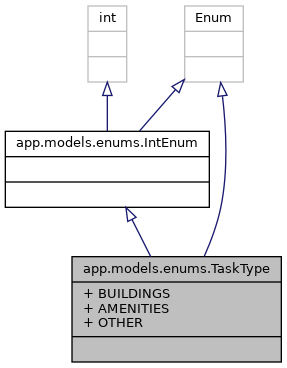 int
Enum
app.models.enums.IntEnum
app.models.enums.TaskType
+ BUILDINGS
+ AMENITIES
+ OTHER